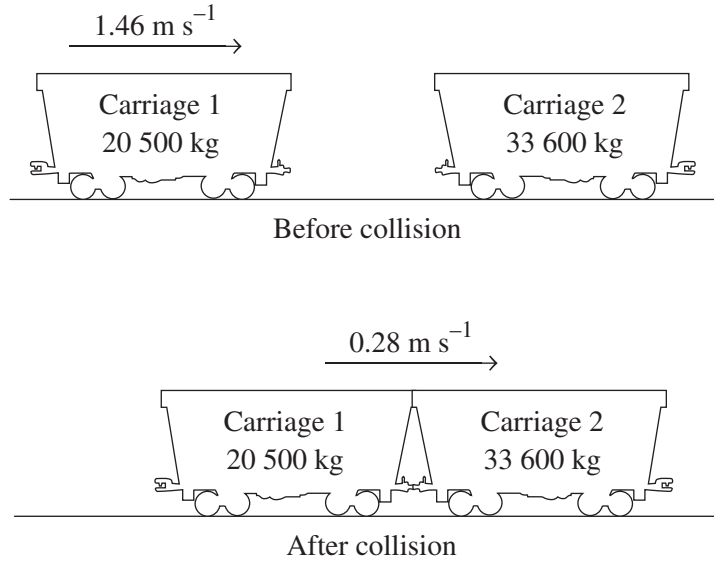 1.46 m s⁻¹
Carriage 1
20 500 kg
Carriage 2
33 600 kg
Before collision
0.28 m s⁻¹
Carriage 1
20 500 kg
Carriage 2
33 600 kg
After collision